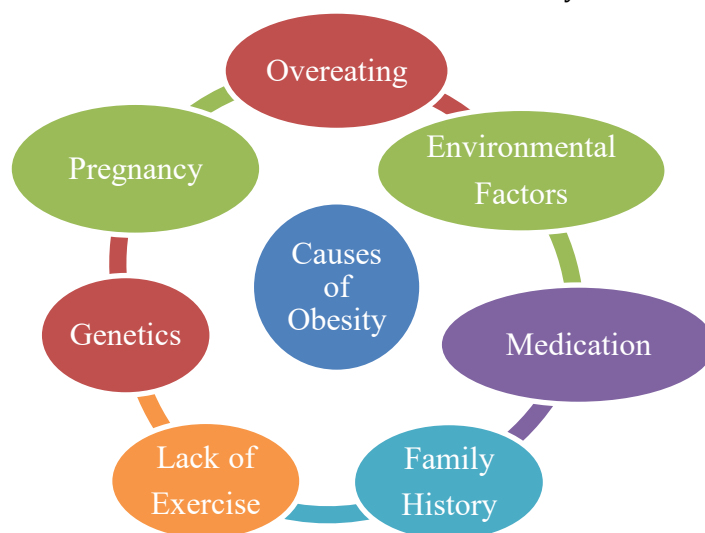 Overeating
Environmental
Factors
Pregnancy
Causes
of
Obesity
Genetics
Medication
Lack of
Exercise
Family
History